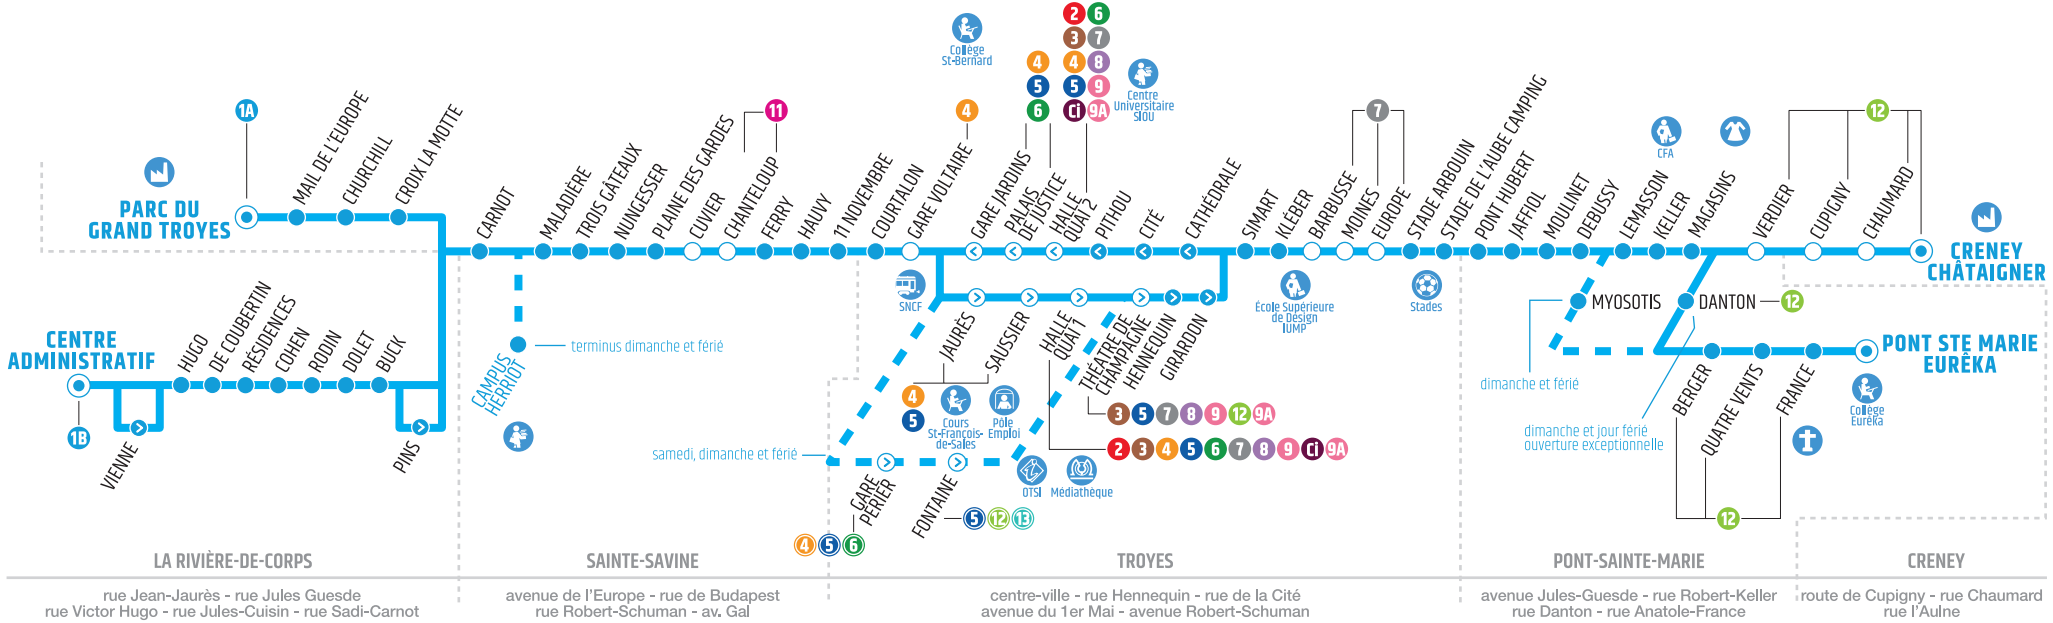 1A
PARC DU
GRAND TROYES
MAIL DE L'EUROPE
CHURCHILL
CROIX LA MOTTE
CENTRE
ADMINISTRATIF
1B
VIENNE
HUGO
DE COUBERTIN
RÉSIDENCES
COHEN
RODIN
DOLET
BUCK
PINS
CARNOT
CAMPUS
HERRIOT
terminus dimanche et férié
MALADIÈRE
TROIS GÂTEAUX
NUNGESSER
PLAINE DES GARDES
CUVIER
CHANTELOUP
11
FERRY
HAUVY
11 NOVEMBRE
COURTALON
GARE VOLTAIRE
4
Collège
St-Bernard
SNCF
GARE JARDINS
4
5
6
PALAIS
DE JUSTICE
HALLE
QUAI 2
2 6
3 7
4 8
5 9
Ci 9A
Centre
Universitaire
SIOU
PITHOU
CITÉ
CATHÉDRALE
JAURÈS
SAUSSIER
4
5
Cours
St-François-
de-Sales
Pôle
Emploi
HALLE
QUAI 1
2 3 4 5 6 7 8 9 Ci 9A
THÉÂTRE DE
CHAMPAGNE
3 5 7 8 9 12 9A
HENNEQUIN
GIRARDON
samedi, dimanche et férié
GARE
PÉRIER
4 5 6
FONTAINE
5 12 13
OTSI
Médiathèque
SIMART
KLÉBER
BARBUSSE
MOINES
EUROPE
7
École Supérieure
de Design
IUMP
STADE ARBOUIN
STADE DE L'AUBE CAMPING
Stades
PONT HUBERT
JAFFIOL
MOULINET
DEBUSSY
LEMASSON
KELLER
MAGASINS
CFA
VERDIER
CUPIGNY
CHAUMARD
12
CRENEY
CHÂTAIGNER
MYOSOTIS
dimanche et férié
DANTON
12
dimanche et jour férié
ouverture exceptionnelle
BERGER
QUATRE VENTS
FRANCE
12
PONT STE MARIE
EURÊKA
Collège
Eurêka
LA RIVIÈRE-DE-CORPS
rue Jean-Jaurès - rue Jules Guesde
rue Victor Hugo - rue Jules-Cuisin - rue Sadi-Carnot
SAINTE-SAVINE
avenue de l'Europe - rue de Budapest
rue Robert-Schuman - av. Gal
TROYES
centre-ville - rue Hennequin - rue de la Cité
avenue du 1er Mai - avenue Robert-Schuman
PONT-SAINTE-MARIE
avenue Jules-Guesde - rue Robert-Keller
rue Danton - rue Anatole-France
CRENEY
route de Cupigny - rue Chaumard
rue l'Aulne